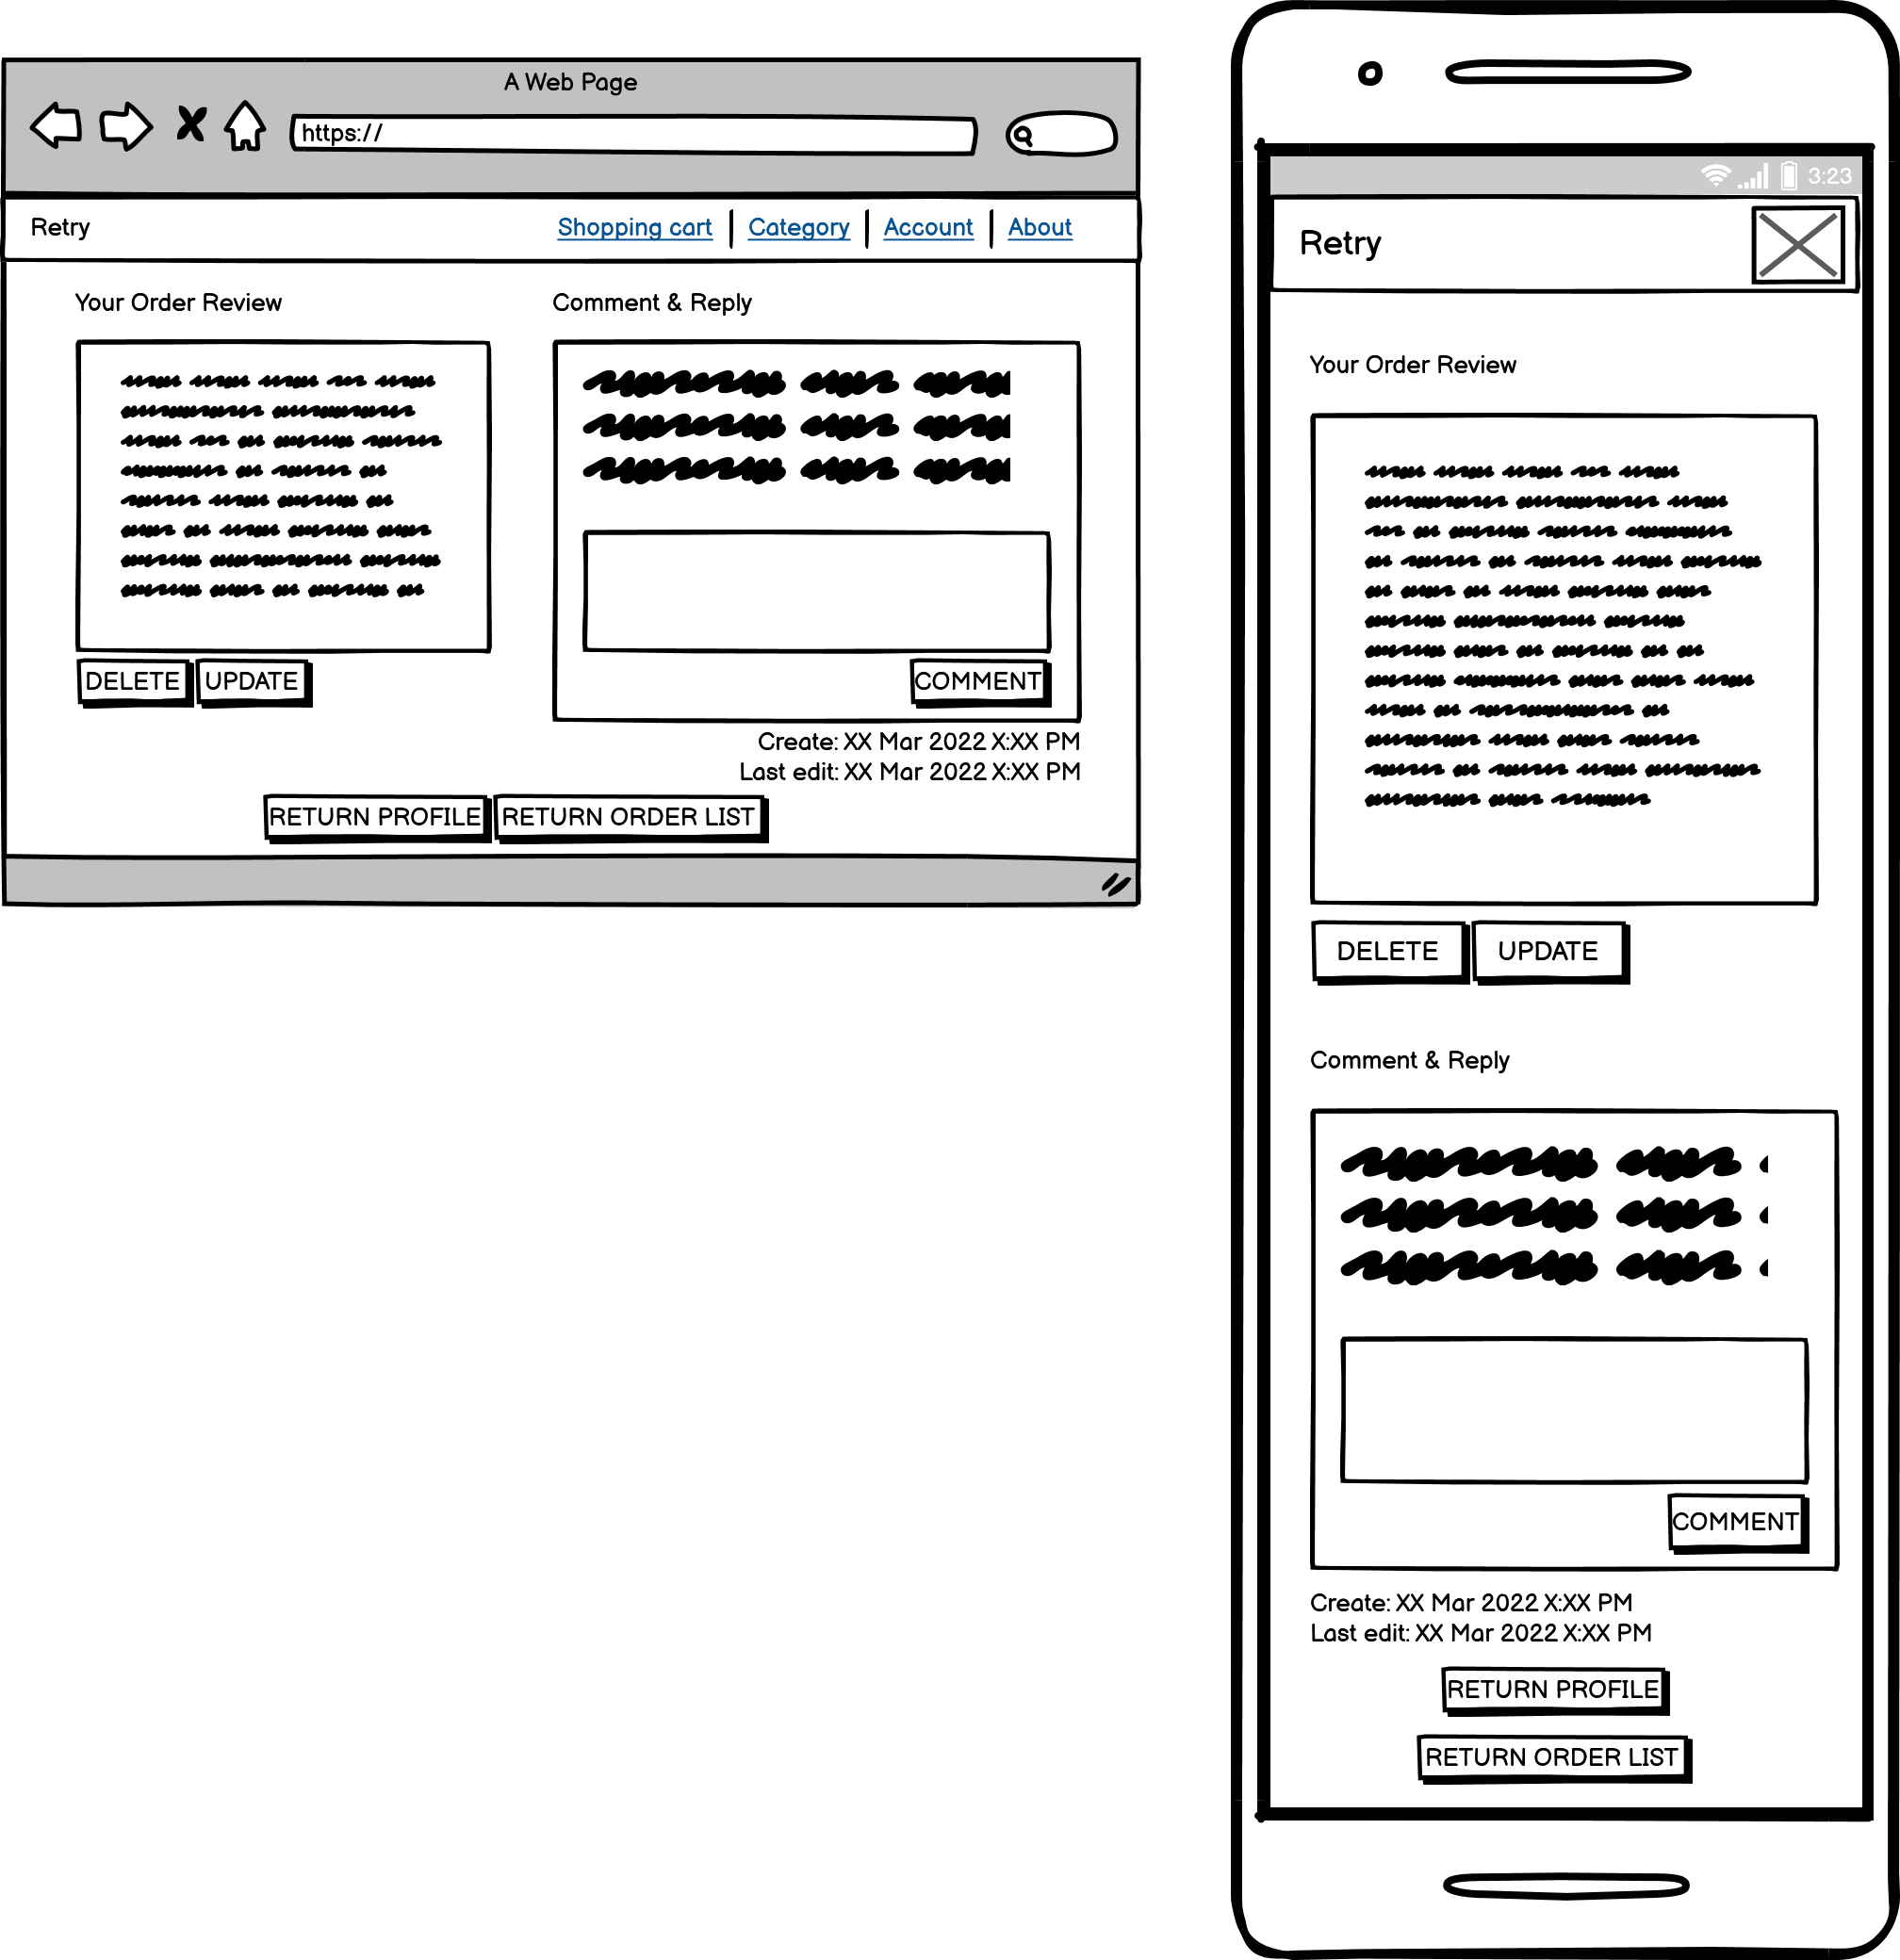 A Web Page
https://
Retry
Shopping cart
Category
Account
About
Your Order Review
Comment & Reply
DELETE
UPDATE
COMMENT
Create: XX Mar 2022 X:XX PM
Last edit: XX Mar 2022 X:XX PM
RETURN PROFILE
RETURN ORDER LIST
3:23
Retry
Your Order Review
DELETE
UPDATE
Comment & Reply
COMMENT
Create: XX Mar 2022 X:XX PM
Last edit: XX Mar 2022 X:XX PM
RETURN PROFILE
RETURN ORDER LIST